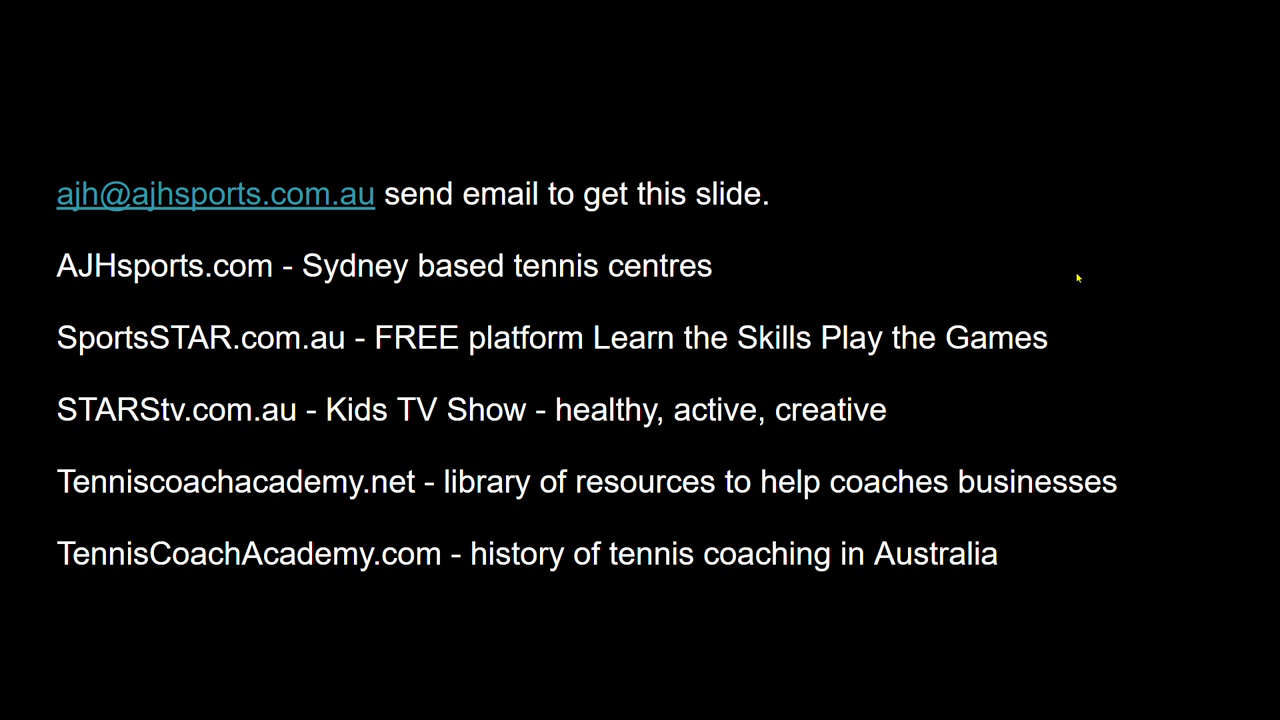 ajh@ajhsports.com.au send email to get this slide.
AJHsports.com - Sydney based tennis centres
SportsSTAR.com.au - FREE platform Learn the Skills Play the Games
STARStv.com.au - Kids TV Show - healthy, active, creative
Tenniscoachacademy.net - library of resources to help coaches businesses
TennisCoachAcademy.com - history of tennis coaching in Australia